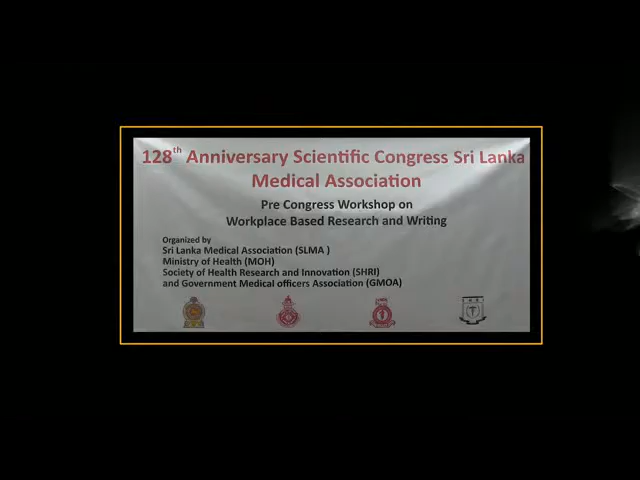 128th Anniversary Scientific Congress Sri Lanka
Medical Association
Pre Congress Workshop on
Workplace Based Research and Writing
Organized by
Sri Lanka Medical Association (SLMA )
Ministry of Health (MOH)
Society of Health Research and Innovation (SHRI)
and Government Medical officers Association (GMOA)